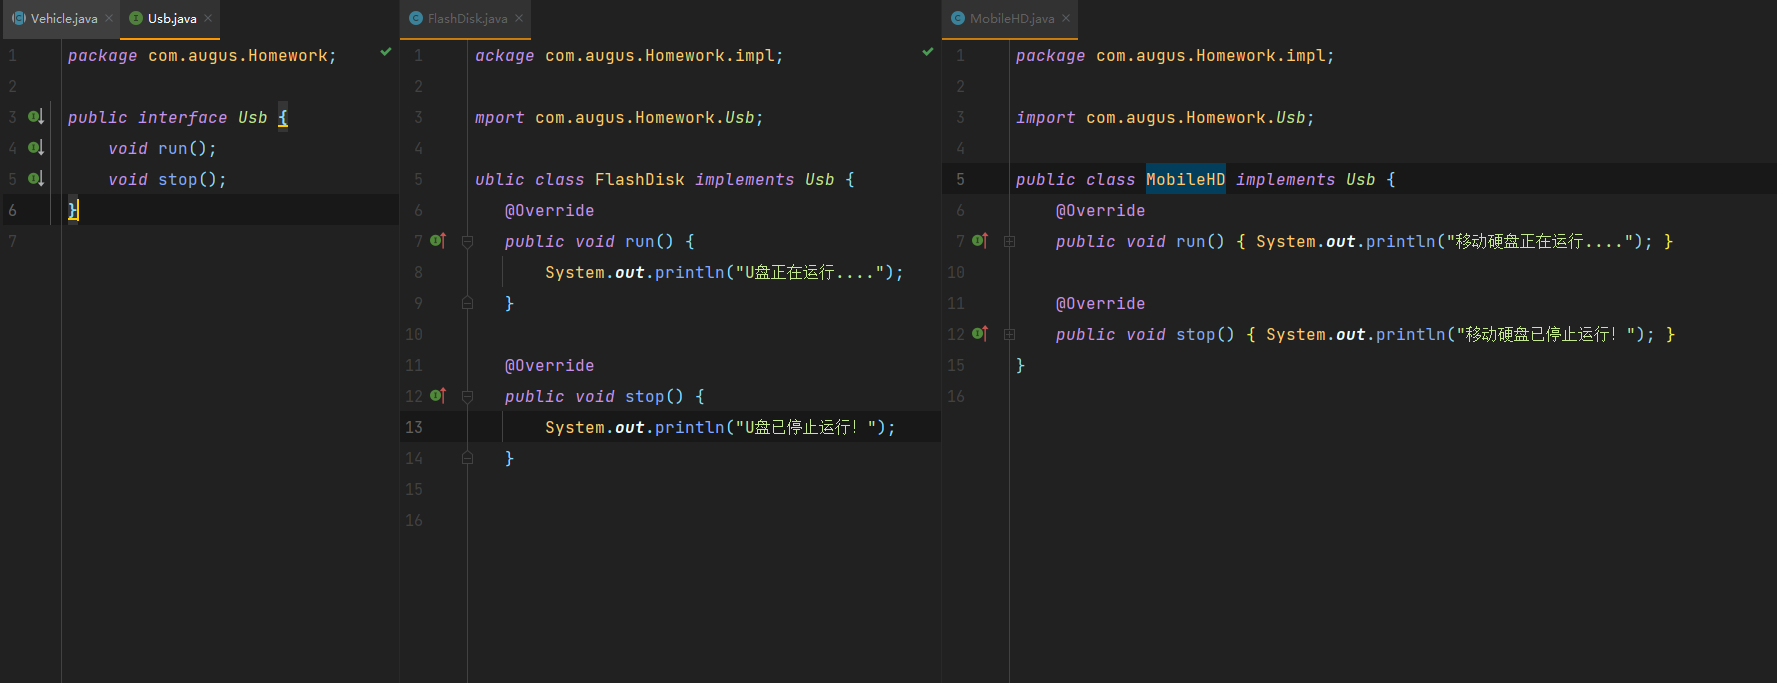 Vehicle.java
Usb.java
1 package com.augus.Homework;
2
3 public interface Usb {
4 void run();
5 void stop();
6 }
7
FlashDisk.java
1 ackage com.augus.Homework.impl;
2
3 mport com.augus.Homework.Usb;
4
5 ublic class FlashDisk implements Usb {
6 @Override
7 public void run() {
8 System.out.println("U盘正在运行....");
9 }
10
11 @Override
12 public void stop() {
13 System.out.println("U盘已停止运行！");
14 }
15
16
MobileHD.java
1 package com.augus.Homework.impl;
2
3 import com.augus.Homework.Usb;
4
5 public class MobileHD implements Usb {
6 @Override
7 public void run() { System.out.println("移动硬盘正在运行...."); }
10
11 @Override
12 public void stop() { System.out.println("移动硬盘已停止运行！"); }
15 }
16